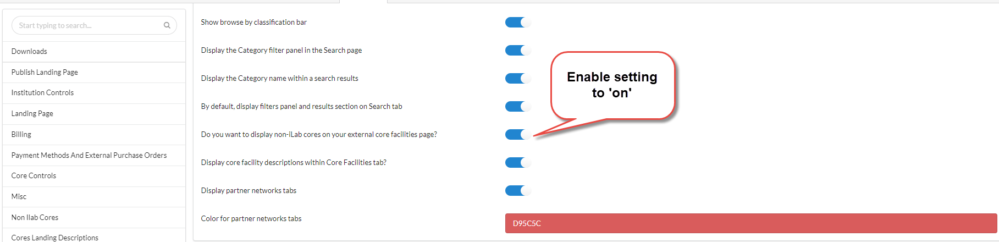 Start typing to search...
Downloads
Publish Landing Page
Institution Controls
Landing Page
Billing
Payment Methods And External Purchase Orders
Core Controls
Misc
Non Ilab Cores
Cores Landing Descriptions
Show browse by classification bar
Display the Category filter panel in the Search page
Display the Category name within a search results
By default, display filters panel and results section on Search tab
Do you want to display non-iLab cores on your external core facilities page?
Display core facility descriptions within Core Facilities tab?
Display partner networks tabs
Color for partner networks tabs
D95C5C
Enable setting
to 'on'